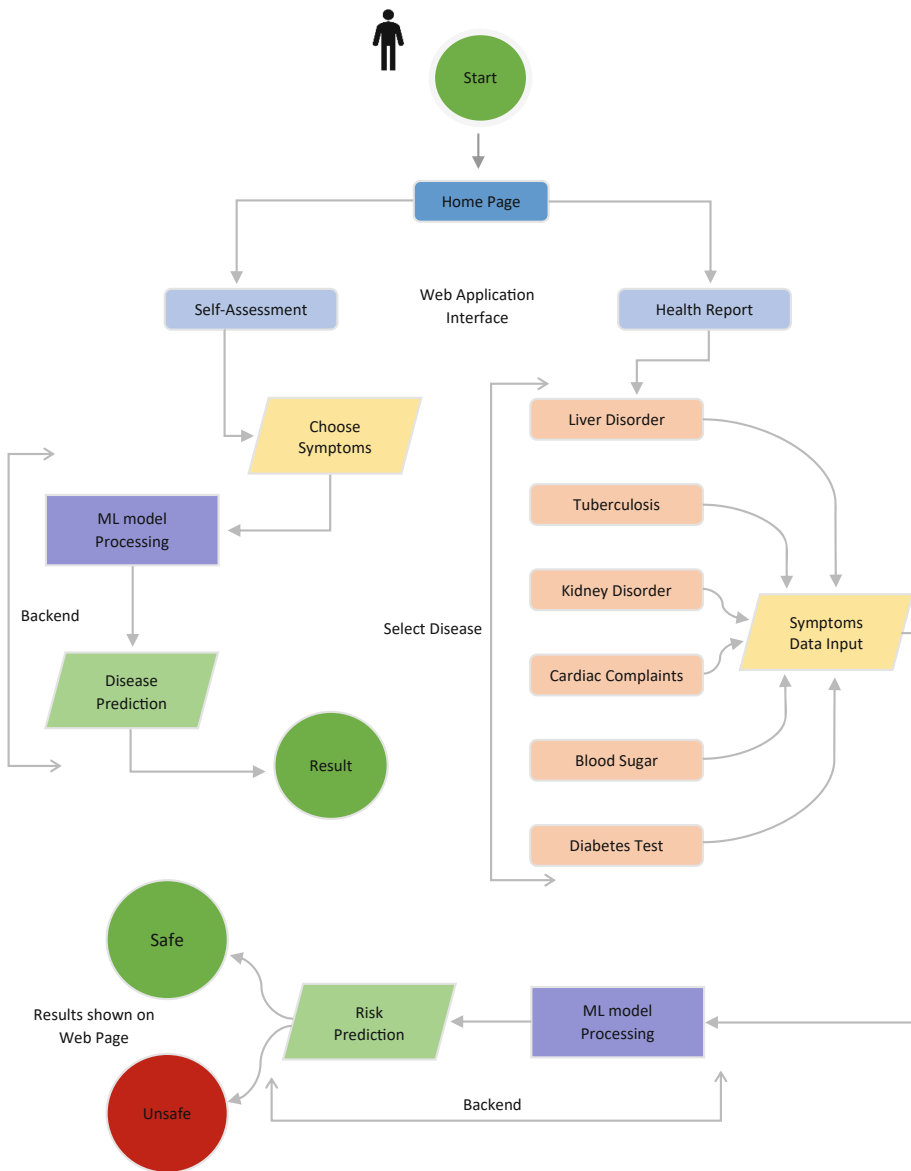 Start
Home Page
Self-Assessment
Web Application
Interface
Health Report
Choose
Symptoms
Liver Disorder
Tuberculosis
ML model
Processing
Kidney Disorder
Backend
Select Disease
Symptoms
Data Input
Disease
Prediction
Cardiac Complaints
Result
Blood Sugar
Diabetes Test
Safe
Results shown on
Web Page
Risk
Prediction
ML model
Processing
Unsafe
Backend